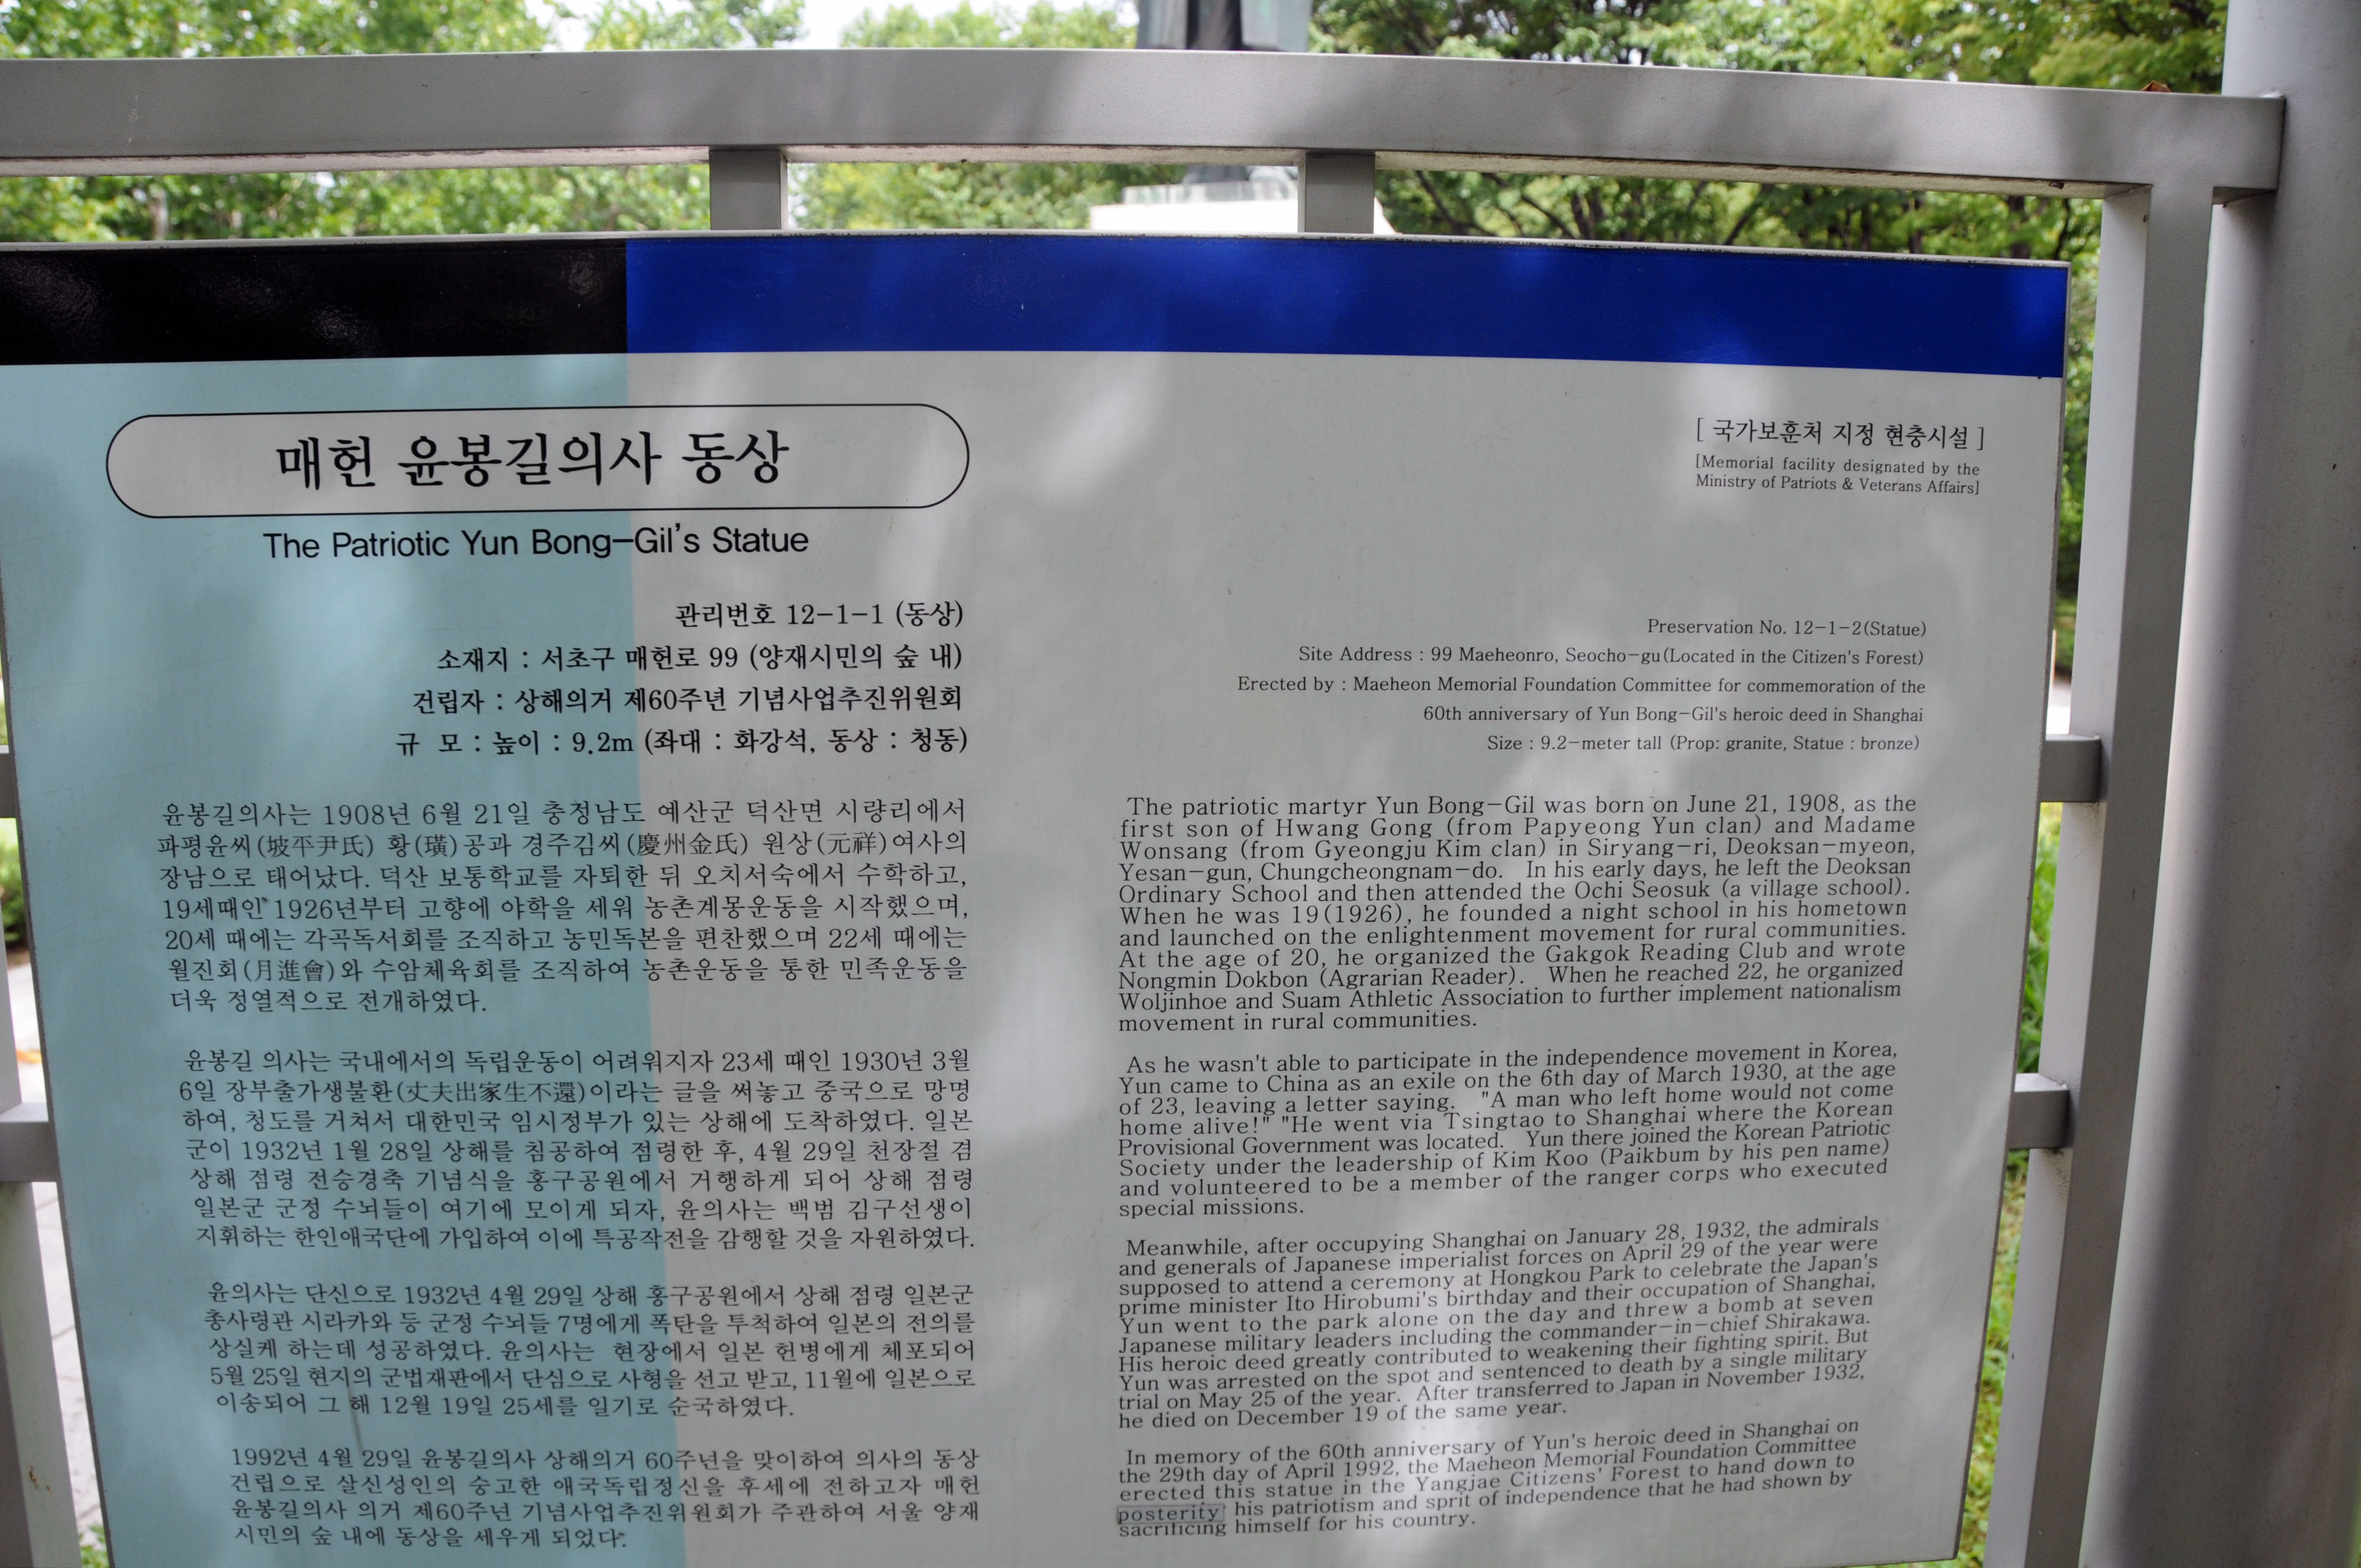 매헌 윤봉길의사 동상
The Patriotic Yun Bong-Gil's Statue
관리번호 12-1-1 (동상)
소재지 : 서초구 매헌로 99 (양재시민의 숲 내)
건립자 : 상해의거 제60주년 기념사업추진위원회
규 모 : 높이 : 9.2m (좌대 : 화강석, 동상 : 청동)
윤봉길의사는 1908년 6월 21일 충청남도 예산군 덕산면 시량리에서
파평윤씨(坡平尹氏) 황(璜)공과 경주김씨(慶州金氏) 원상(元祥)여사의
장남으로 태어났다. 덕산 보통학교를 자퇴한 뒤 오치서숙에서 수학하고,
19세때인 1926년부터 고향에 야학을 세워 농촌계몽운동을 시작했으며,
20세 때에는 각곡독서회를 조직하고 농민독본을 편찬했으며 22세 때에는
월진회(月進會)와 수암체육회를 조직하여 농촌운동을 통한 민족운동을
더욱 정열적으로 전개하였다.
윤봉길 의사는 국내에서의 독립운동이 어려워지자 23세 때인 1930년 3월
6일 장부출가생불환(丈夫出家生不還)이라는 글을 써놓고 중국으로 망명
하여, 청도를 거쳐서 대한민국 임시정부가 있는 상해에 도착하였다. 일본
군이 1932년 1월 28일 상해를 침공하여 점령한 후, 4월 29일 천장절 겸
상해 점령 전승경축 기념식을 홍구공원에서 거행하게 되어 상해 점령
일본군 군정 수뇌들이 여기에 모이게 되자, 윤의사는 백범 김구선생이
지휘하는 한인애국단에 가입하여 이에 특공작전을 감행할 것을 자원하였다.
윤의사는 단신으로 1932년 4월 29일 상해 홍구공원에서 상해 점령 일본군
총사령관 시라카와 등 군정 수뇌들 7명에게 폭탄을 투척하여 일본의 전의를
상실케 하는데 성공하였다. 윤의사는 현장에서 일본 헌병에게 체포되어
5월 25일 현지의 군법재판에서 단심으로 사형을 선고 받고, 11월에 일본으로
이송되어 그 해 12월 19일 25세를 일기로 순국하였다.
1992년 4월 29일 윤봉길의사 상해의거 60주년을 맞이하여 의사의 동상
건립으로 살신성인의 숭고한 애국독립정신을 후세에 전하고자 매헌
윤봉길의사 의거 제60주년 기념사업추진위원회가 주관하여 서울 양재
시민의 숲 내에 동상을 세우게 되었다.
[ 국가보훈처 지정 현충시설 ]
[Memorial facility designated by the
Ministry of Patriots & Veterans Affairs]
Preservation No. 12-1-2(Statue)
Site Address : 99 Maeheonro, Seocho-gu(Located in the Citizen's Forest)
Erected by : Maeheon Memorial Foundation Committee for commemoration of the
60th anniversary of Yun Bong-Gil's heroic deed in Shanghai
Size : 9.2-meter tall (Prop: granite, Statue : bronze)
The patriotic martyr Yun Bong-Gil was born on June 21, 1908, as the
first son of Hwang Gong (from Papyeong Yun clan) and Madame
Wonsang (from Gyeongju Kim clan) in Siryang-ri, Deoksan-myeon,
Yesan-gun, Chungcheongnam-do. In his early days, he left the Deoksan
Ordinary School and then attended the Ochi Seosuk (a village school).
When he was 19(1926), he founded a night school in his hometown
and launched on the enlightenment movement for rural communities.
At the age of 20, he organized the Gakgok Reading Club and wrote
Nongmin Dokbon (Agrarian Reader). When he reached 22, he organized
Woljinhoe and Suam Athletic Association to further implement nationalism
movement in rural communities.
As he wasn't able to participate in the independence movement in Korea,
Yun came to China as an exile on the 6th day of March 1930, at the age
of 23, leaving a letter saying. "A man who left home would not come
home alive!" "He went via Tsingtao to Shanghai where the Korean
Provisional Government was located. Yun there joined the Korean Patriotic
Society under the leadership of Kim Koo (Paikbum by his pen name)
and volunteered to be a member of the ranger corps who executed
special missions.
Meanwhile, after occupying Shanghai on January 28, 1932, the admirals
and generals of Japanese imperialist forces on April 29 of the year were
supposed to attend a ceremony at Hongkou Park to celebrate the Japan's
prime minister Ito Hirobumi's birthday and their occupation of Shanghai,
Yun went to the park alone on the day and threw a bomb at seven
Japanese military leaders including the commander-in-chief Shirakawa.
His heroic deed greatly contributed to weakening their fighting spirit. But
Yun was arrested on the spot and sentenced to death by a single military
trial on May 25 of the year. After transferred to Japan in November 1932,
he died on December 19 of the same year.
In memory of the 60th anniversary of Yun's heroic deed in Shanghai on
the 29th day of April 1992, the Maeheon Memorial Foundation Committee
erected this statue in the Yangjae Citizens' Forest to hand down to
posterity his patriotism and sprit of independence that he had shown by
sacrificing himself for his country.